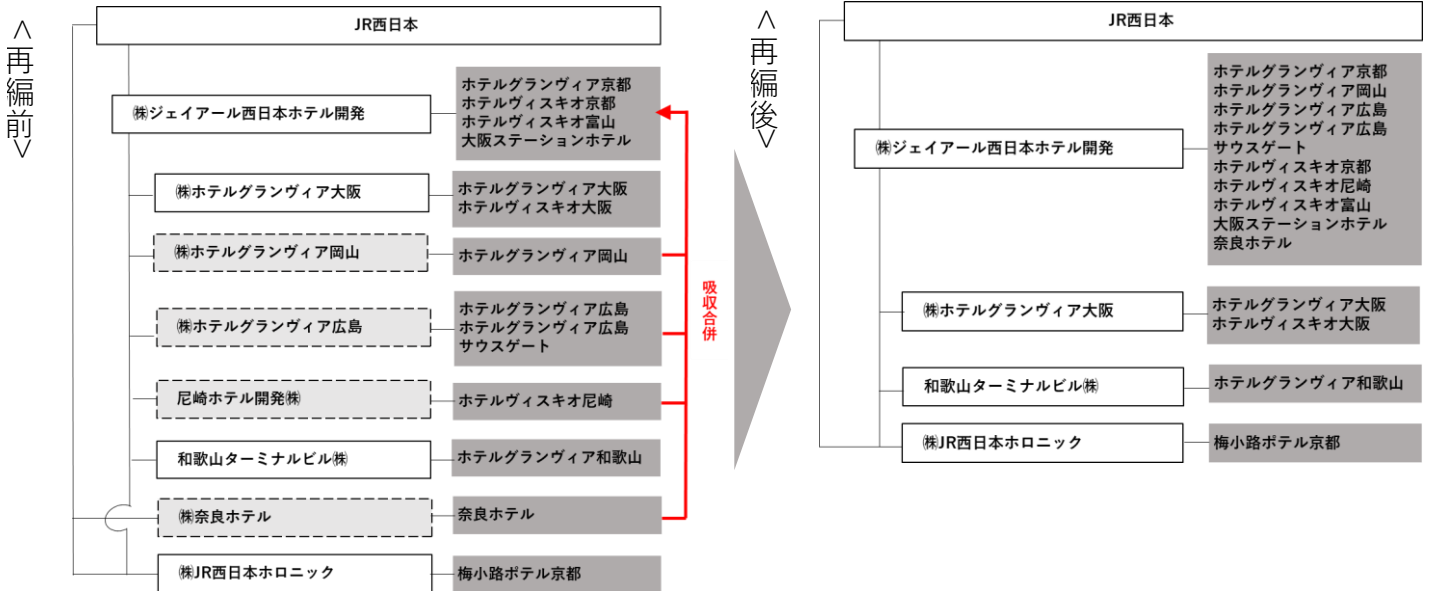 <再編前>
JR西日本
㈱ジェイアール西日本ホテル開発
ホテルグランヴィア京都
ホテルヴィスキオ京都
ホテルヴィスキオ富山
大阪ステーションホテル
㈱ホテルグランヴィア大阪
ホテルグランヴィア大阪
ホテルヴィスキオ大阪
㈱ホテルグランヴィア岡山
ホテルグランヴィア岡山
㈱ホテルグランヴィア広島
ホテルグランヴィア広島
ホテルグランヴィア広島
サウスゲート
尼崎ホテル開発㈱
ホテルヴィスキオ尼崎
和歌山ターミナルビル㈱
ホテルグランヴィア和歌山
㈱奈良ホテル
奈良ホテル
㈱JR西日本ホロニック
梅小路ポテル京都
吸収合併
<再編後>
JR西日本
㈱ジェイアール西日本ホテル開発
ホテルグランヴィア京都
ホテルグランヴィア岡山
ホテルグランヴィア広島
ホテルグランヴィア広島
サウスゲート
ホテルヴィスキオ京都
ホテルヴィスキオ尼崎
ホテルヴィスキオ富山
大阪ステーションホテル
奈良ホテル
㈱ホテルグランヴィア大阪
ホテルグランヴィア大阪
ホテルヴィスキオ大阪
和歌山ターミナルビル㈱
ホテルグランヴィア和歌山
㈱JR西日本ホロニック
梅小路ポテル京都